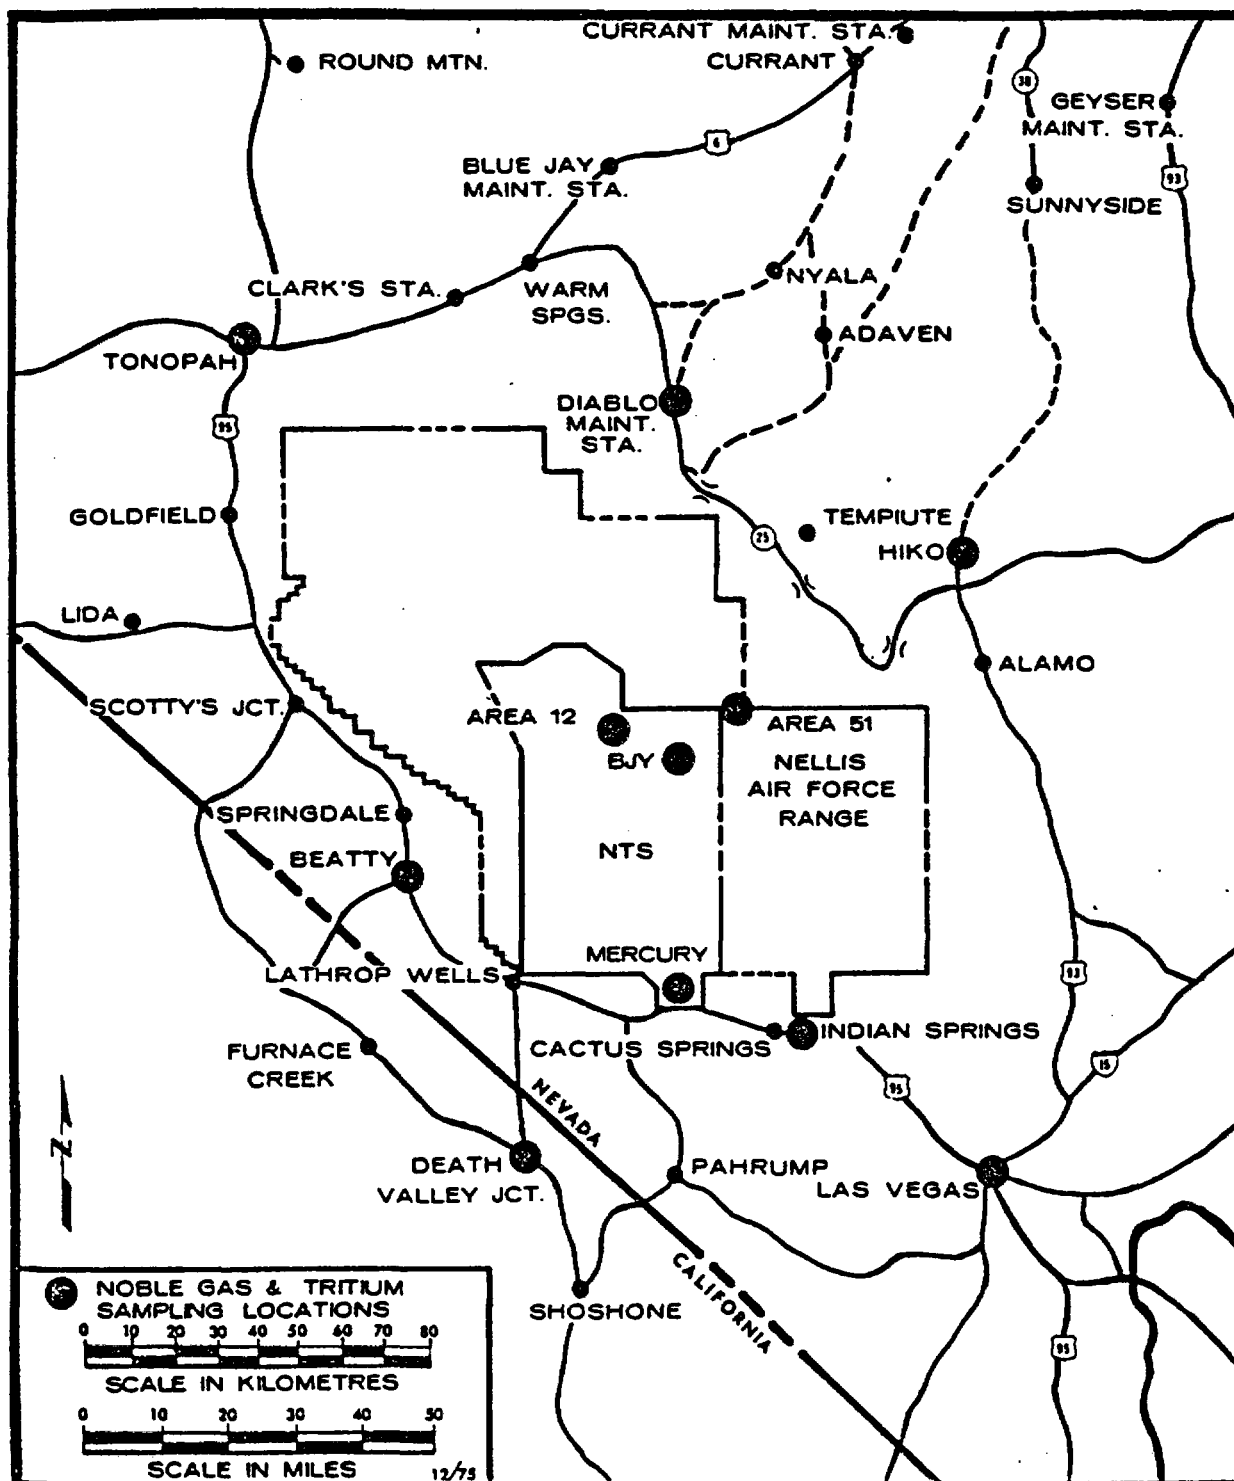 CURRANT MAINT. STA.
ROUND MTN.
CURRANT
38
GEYSER
MAINT. STA.
6
BLUE JAY
MAINT. STA.
93
SUNNYSIDE
CLARK'S STA.
WARM
SPGS.
NYALA
TONOPAH
ADAVEN
DIABLO
MAINT.
STA.
95
GOLDFIELD
TEMPIUTE
25
HIKO
LIDA
ALAMO
SCOTTY'S JCT.
AREA 12
AREA 51
BJY
NELLIS
AIR FORCE
RANGE
SPRINGDALE
BEATTY
NTS
MERCURY
LATHROP WELLS
93
INDIAN SPRINGS
CACTUS SPRINGS
FURNACE
CREEK
15
95
NEVADA
N
DEATH
VALLEY JCT.
PAHRUMP
LAS VEGAS
CALIFORNIA
SHOSHONE
95
NOBLE GAS & TRITIUM
SAMPLING LOCATIONS
0 10 20 30 40 50 60 70 80
SCALE IN KILOMETRES
0 10 20 30 40 50
SCALE IN MILES
12/75